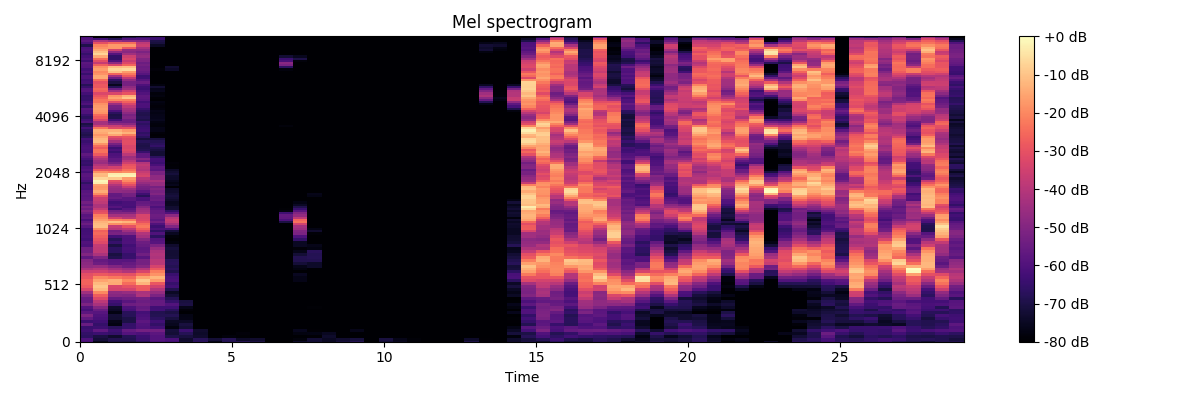 Mel spectrogram
Hz
8192
4096
2048
1024
512
0
0 5 10 15 20 25
Time
+0 dB
-10 dB
-20 dB
-30 dB
-40 dB
-50 dB
-60 dB
-70 dB
-80 dB